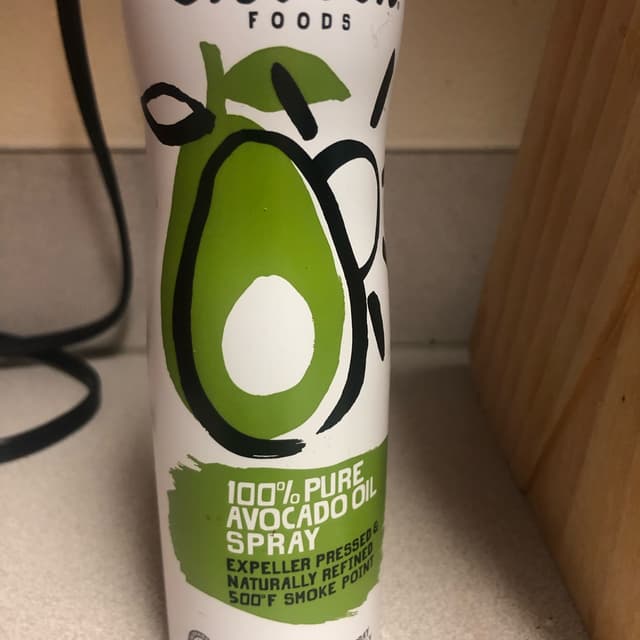 FOODS
100% PURE
AVOCADO OIL
SPRAY
EXPELLER PRESSED &
NATURALLY REFINED
500°F SMOKE POINT